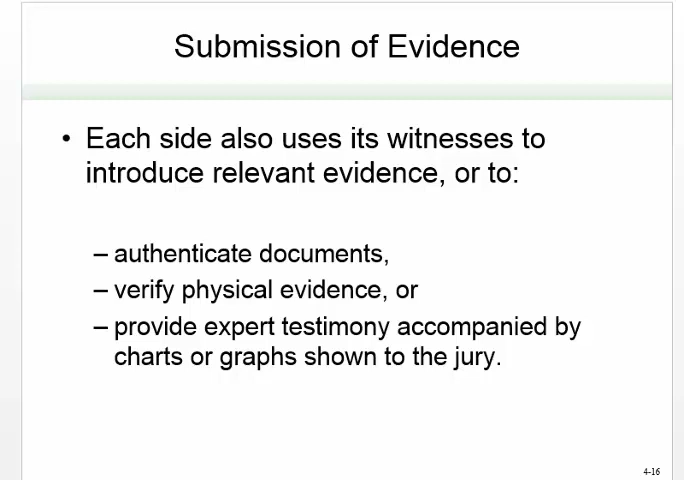 Submission of Evidence
• Each side also uses its witnesses to
introduce relevant evidence, or to:
– authenticate documents,
– verify physical evidence, or
– provide expert testimony accompanied by
charts or graphs shown to the jury.
4-16